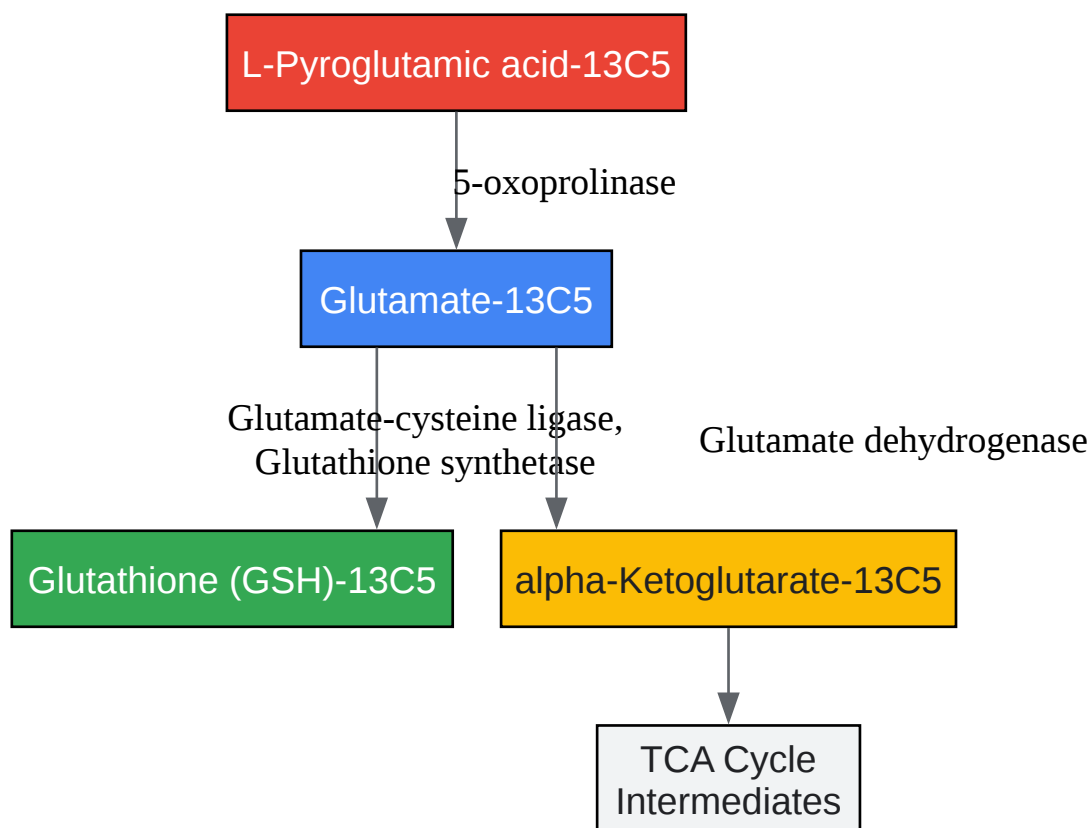 L-Pyroglutamic acid-13C5
5-oxoprolinase
Glutamate-13C5
Glutamate-cysteine ligase,
Glutathione synthetase
Glutamate dehydrogenase
Glutathione (GSH)-13C5
alpha-Ketoglutarate-13C5
TCA Cycle
Intermediates